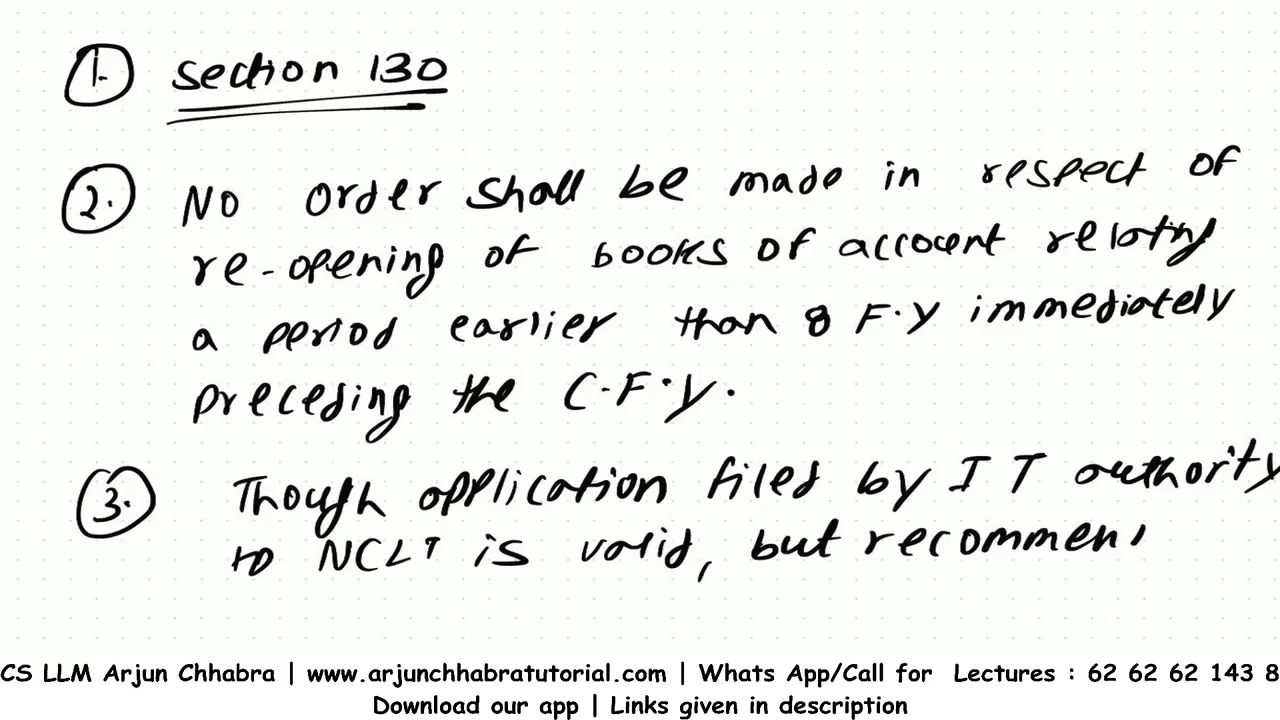 1. Section 130
2. No order shall be made in respect of
re-opening of books of account relating
a period earlier than 8 F.Y immediately
preceding the C.F.Y.
3. Though application filed by IT authority
to NCLT is valid, but recommen
CS LLM Arjun Chhabra | www.arjunchhabratutorial.com | Whats App/Call for Lectures : 62 62 62 143 8
Download our app | Links given in description